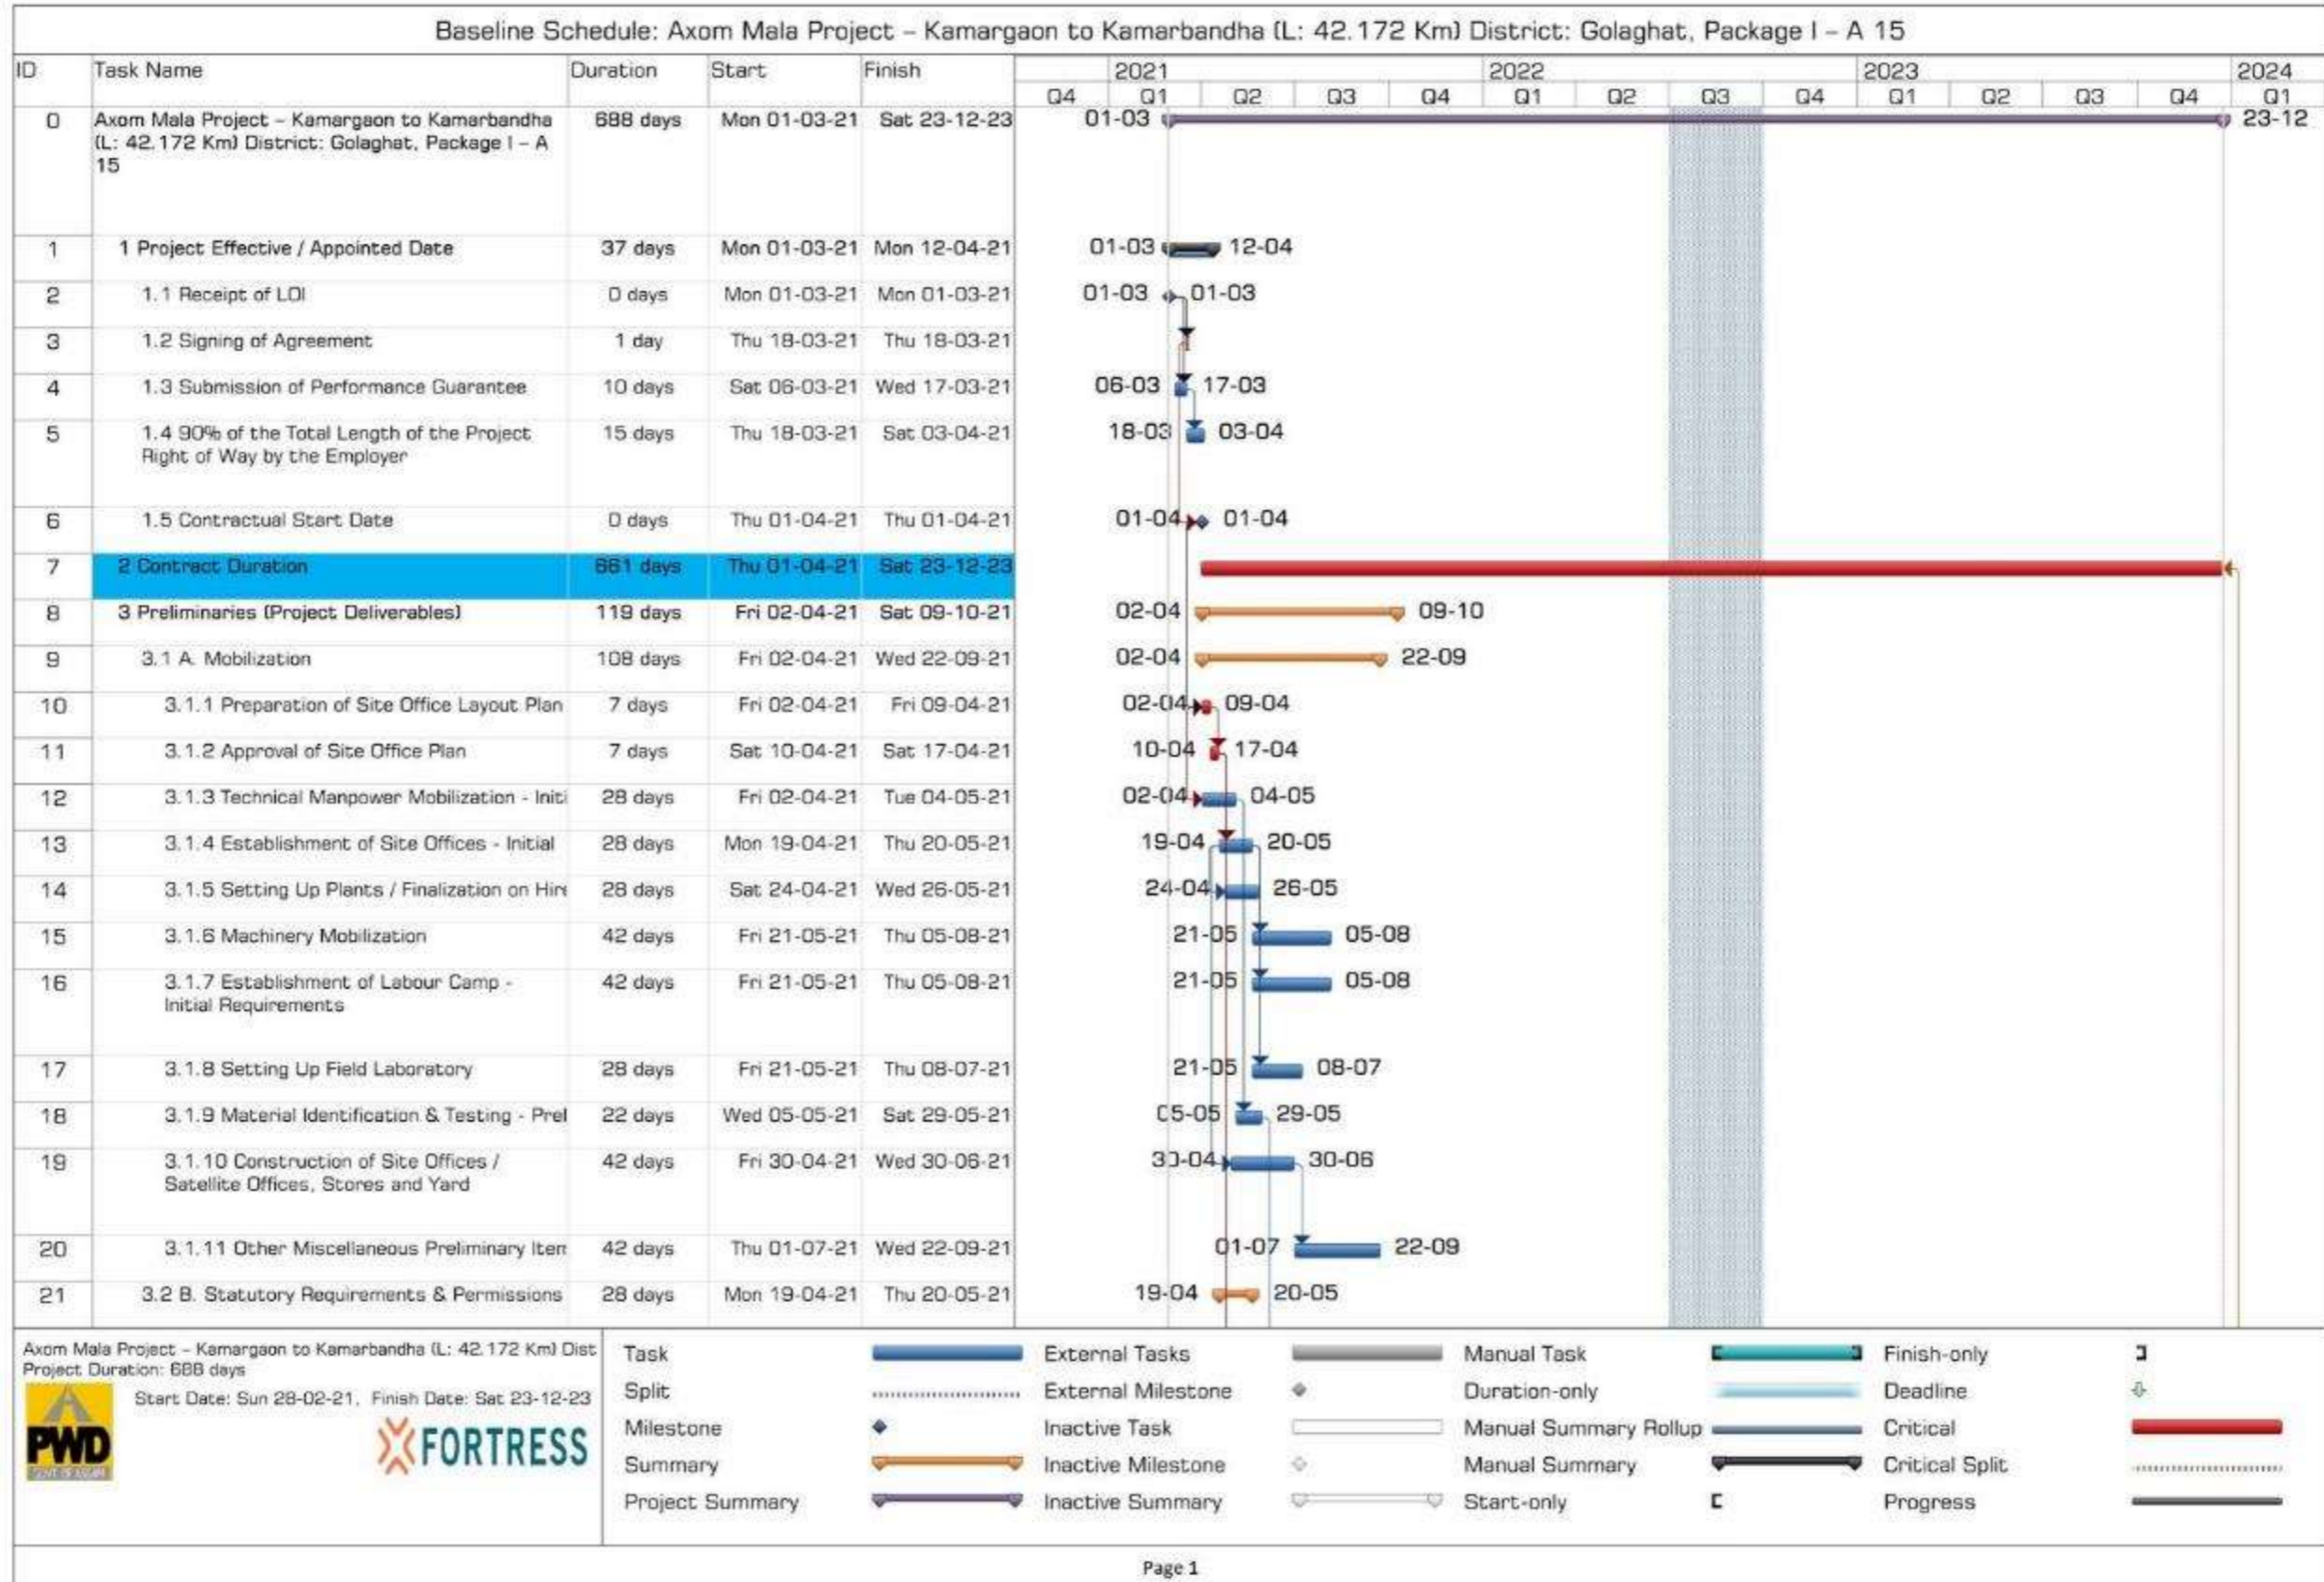 Baseline Schedule: Axom Mala Project – Kamargaon to Kamarbandha (L: 42.172 Km) District: Golaghat, Package I – A 15
ID Task Name Duration Start Finish 2021 2022 2023 2024
Q4 Q1 Q2 Q3 Q4 Q1 Q2 Q3 Q4 Q1 Q2 Q3 Q4 Q1
0 Axom Mala Project – Kamargaon to Kamarbandha 688 days Mon 01-03-21 Sat 23-12-23 01-03 23-12
(L: 42.172 Km) District: Golaghat, Package I – A
15
1 1 Project Effective / Appointed Date 37 days Mon 01-03-21 Mon 12-04-21 01-03 12-04
2 1.1 Receipt of LOI 0 days Mon 01-03-21 Mon 01-03-21 01-03 01-03
3 1.2 Signing of Agreement 1 day Thu 18-03-21 Thu 18-03-21
4 1.3 Submission of Performance Guarantee 10 days Sat 06-03-21 Wed 17-03-21 06-03 17-03
5 1.4 90% of the Total Length of the Project 15 days Thu 18-03-21 Sat 03-04-21 18-03 03-04
Right of Way by the Employer
6 1.5 Contractual Start Date 0 days Thu 01-04-21 Thu 01-04-21 01-04 01-04
7 2 Contract Duration 661 days Thu 01-04-21 Sat 23-12-23
8 3 Preliminaries (Project Deliverables) 119 days Fri 02-04-21 Sat 09-10-21 02-04 09-10
9 3.1 A. Mobilization 108 days Fri 02-04-21 Wed 22-09-21 02-04 22-09
10 3.1.1 Preparation of Site Office Layout Plan 7 days Fri 02-04-21 Fri 09-04-21 02-04 09-04
11 3.1.2 Approval of Site Office Plan 7 days Sat 10-04-21 Sat 17-04-21 10-04 17-04
12 3.1.3 Technical Manpower Mobilization - Initi 28 days Fri 02-04-21 Tue 04-05-21 02-04 04-05
13 3.1.4 Establishment of Site Offices - Initial 28 days Mon 19-04-21 Thu 20-05-21 19-04 20-05
14 3.1.5 Setting Up Plants / Finalization on Hire 28 days Sat 24-04-21 Wed 26-05-21 24-04 26-05
15 3.1.6 Machinery Mobilization 42 days Fri 21-05-21 Thu 05-08-21 21-05 05-08
16 3.1.7 Establishment of Labour Camp - 42 days Fri 21-05-21 Thu 05-08-21 21-05 05-08
Initial Requirements
17 3.1.8 Setting Up Field Laboratory 28 days Fri 21-05-21 Thu 08-07-21 21-05 08-07
18 3.1.9 Material Identification & Testing - Prel 22 days Wed 05-05-21 Sat 29-05-21 05-05 29-05
19 3.1.10 Construction of Site Offices / 42 days Fri 30-04-21 Wed 30-06-21 30-04 30-06
Satellite Offices, Stores and Yard
20 3.1.11 Other Miscellaneous Preliminary Item 42 days Thu 01-07-21 Wed 22-09-21 01-07 22-09
21 3.2 B. Statutory Requirements & Permissions 28 days Mon 19-04-21 Thu 20-05-21 19-04 20-05
Axom Mala Project – Kamargaon to Kamarbandha (L: 42.172 Km) Dist
Project Duration: 688 days
Start Date: Sun 28-02-21, Finish Date: Sat 23-12-23
PWD
FORTRESS
Task External Tasks Manual Task Finish-only
Split External Milestone Duration-only Deadline
Milestone Inactive Task Manual Summary Rollup Critical
Summary Inactive Milestone Manual Summary Critical Split
Project Summary Inactive Summary Start-only Progress
Page 1